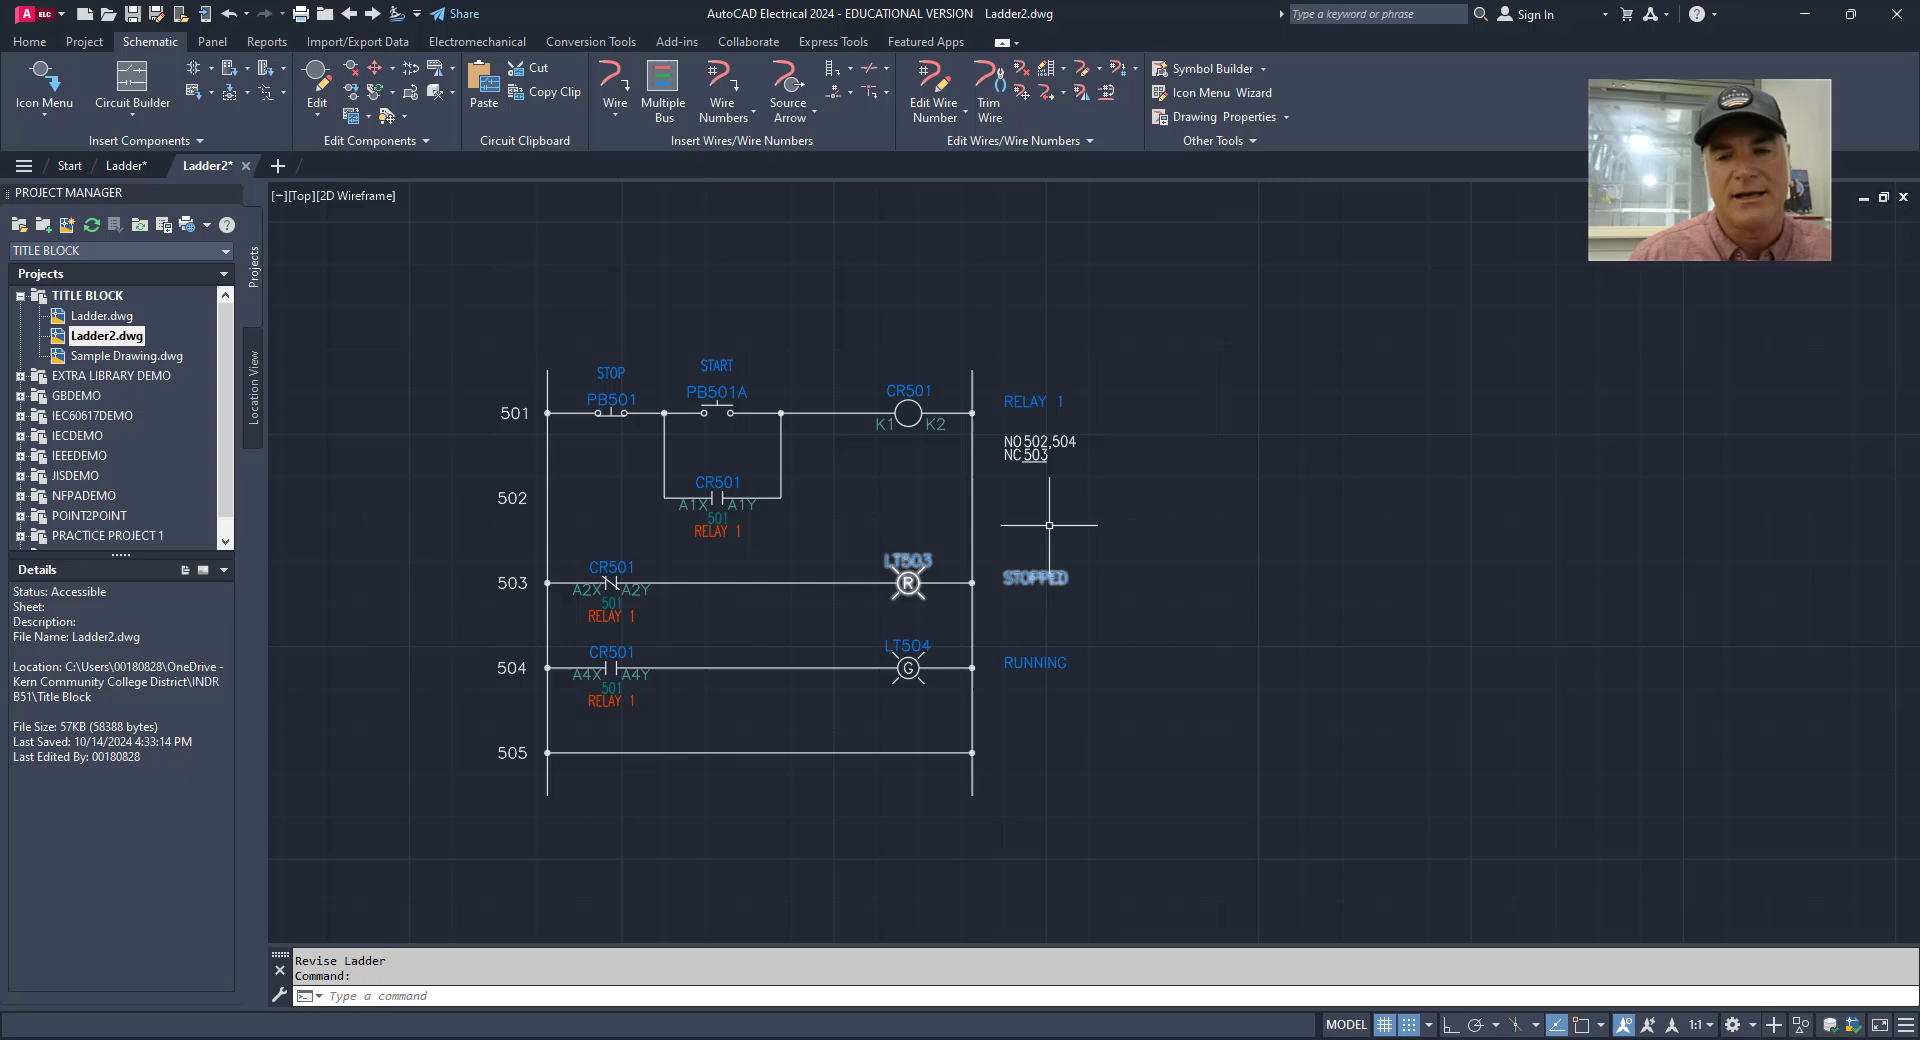 A ELC
Share
AutoCAD Electrical 2024 - EDUCATIONAL VERSION Ladder2.dwg
Type a keyword or phrase
Sign In
Home Project Schematic Panel Reports Import/Export Data Electromechanical Conversion Tools Add-ins Collaborate Express Tools Featured Apps
Icon Menu
Circuit Builder
Insert Components
Edit
Edit Components
Paste
Cut
Copy Clip
Circuit Clipboard
Wire
Multiple Bus
Wire Numbers
Source Arrow
Insert Wires/Wire Numbers
Edit Wire Number
Trim Wire
Edit Wires/Wire Numbers
Symbol Builder
Icon Menu Wizard
Drawing Properties
Other Tools
Start
Ladder*
Ladder2*
PROJECT MANAGER
TITLE BLOCK
Projects
TITLE BLOCK
Ladder.dwg
Ladder2.dwg
Sample Drawing.dwg
EXTRA LIBRARY DEMO
GBDEMO
IEC60617DEMO
IECDEMO
IEEEDEMO
JISDEMO
NFPADEMO
POINT2POINT
PRACTICE PROJECT 1
Projects
Location View
Details
Status: Accessible
Sheet:
Description:
File Name: Ladder2.dwg
Location: C:\Users\00180828\OneDrive -
Kern Community College District\INDR
B51\Title Block
File Size: 57KB (58388 bytes)
Last Saved: 10/14/2024 4:33:14 PM
Last Edited By: 00180828
[−][Top][2D Wireframe]
STOP
START
PB501
PB501A
CR501
501
K1
K2
RELAY 1
NO 502,504
NC 503
CR501
502
A1X A1Y
501
RELAY 1
CR501
LT503
503
A2X A2Y
R
STOPPED
501
RELAY 1
CR501
LT504
504
A4X A4Y
G
RUNNING
501
RELAY 1
505
Revise Ladder
Command:
Type a command
MODEL
1:1